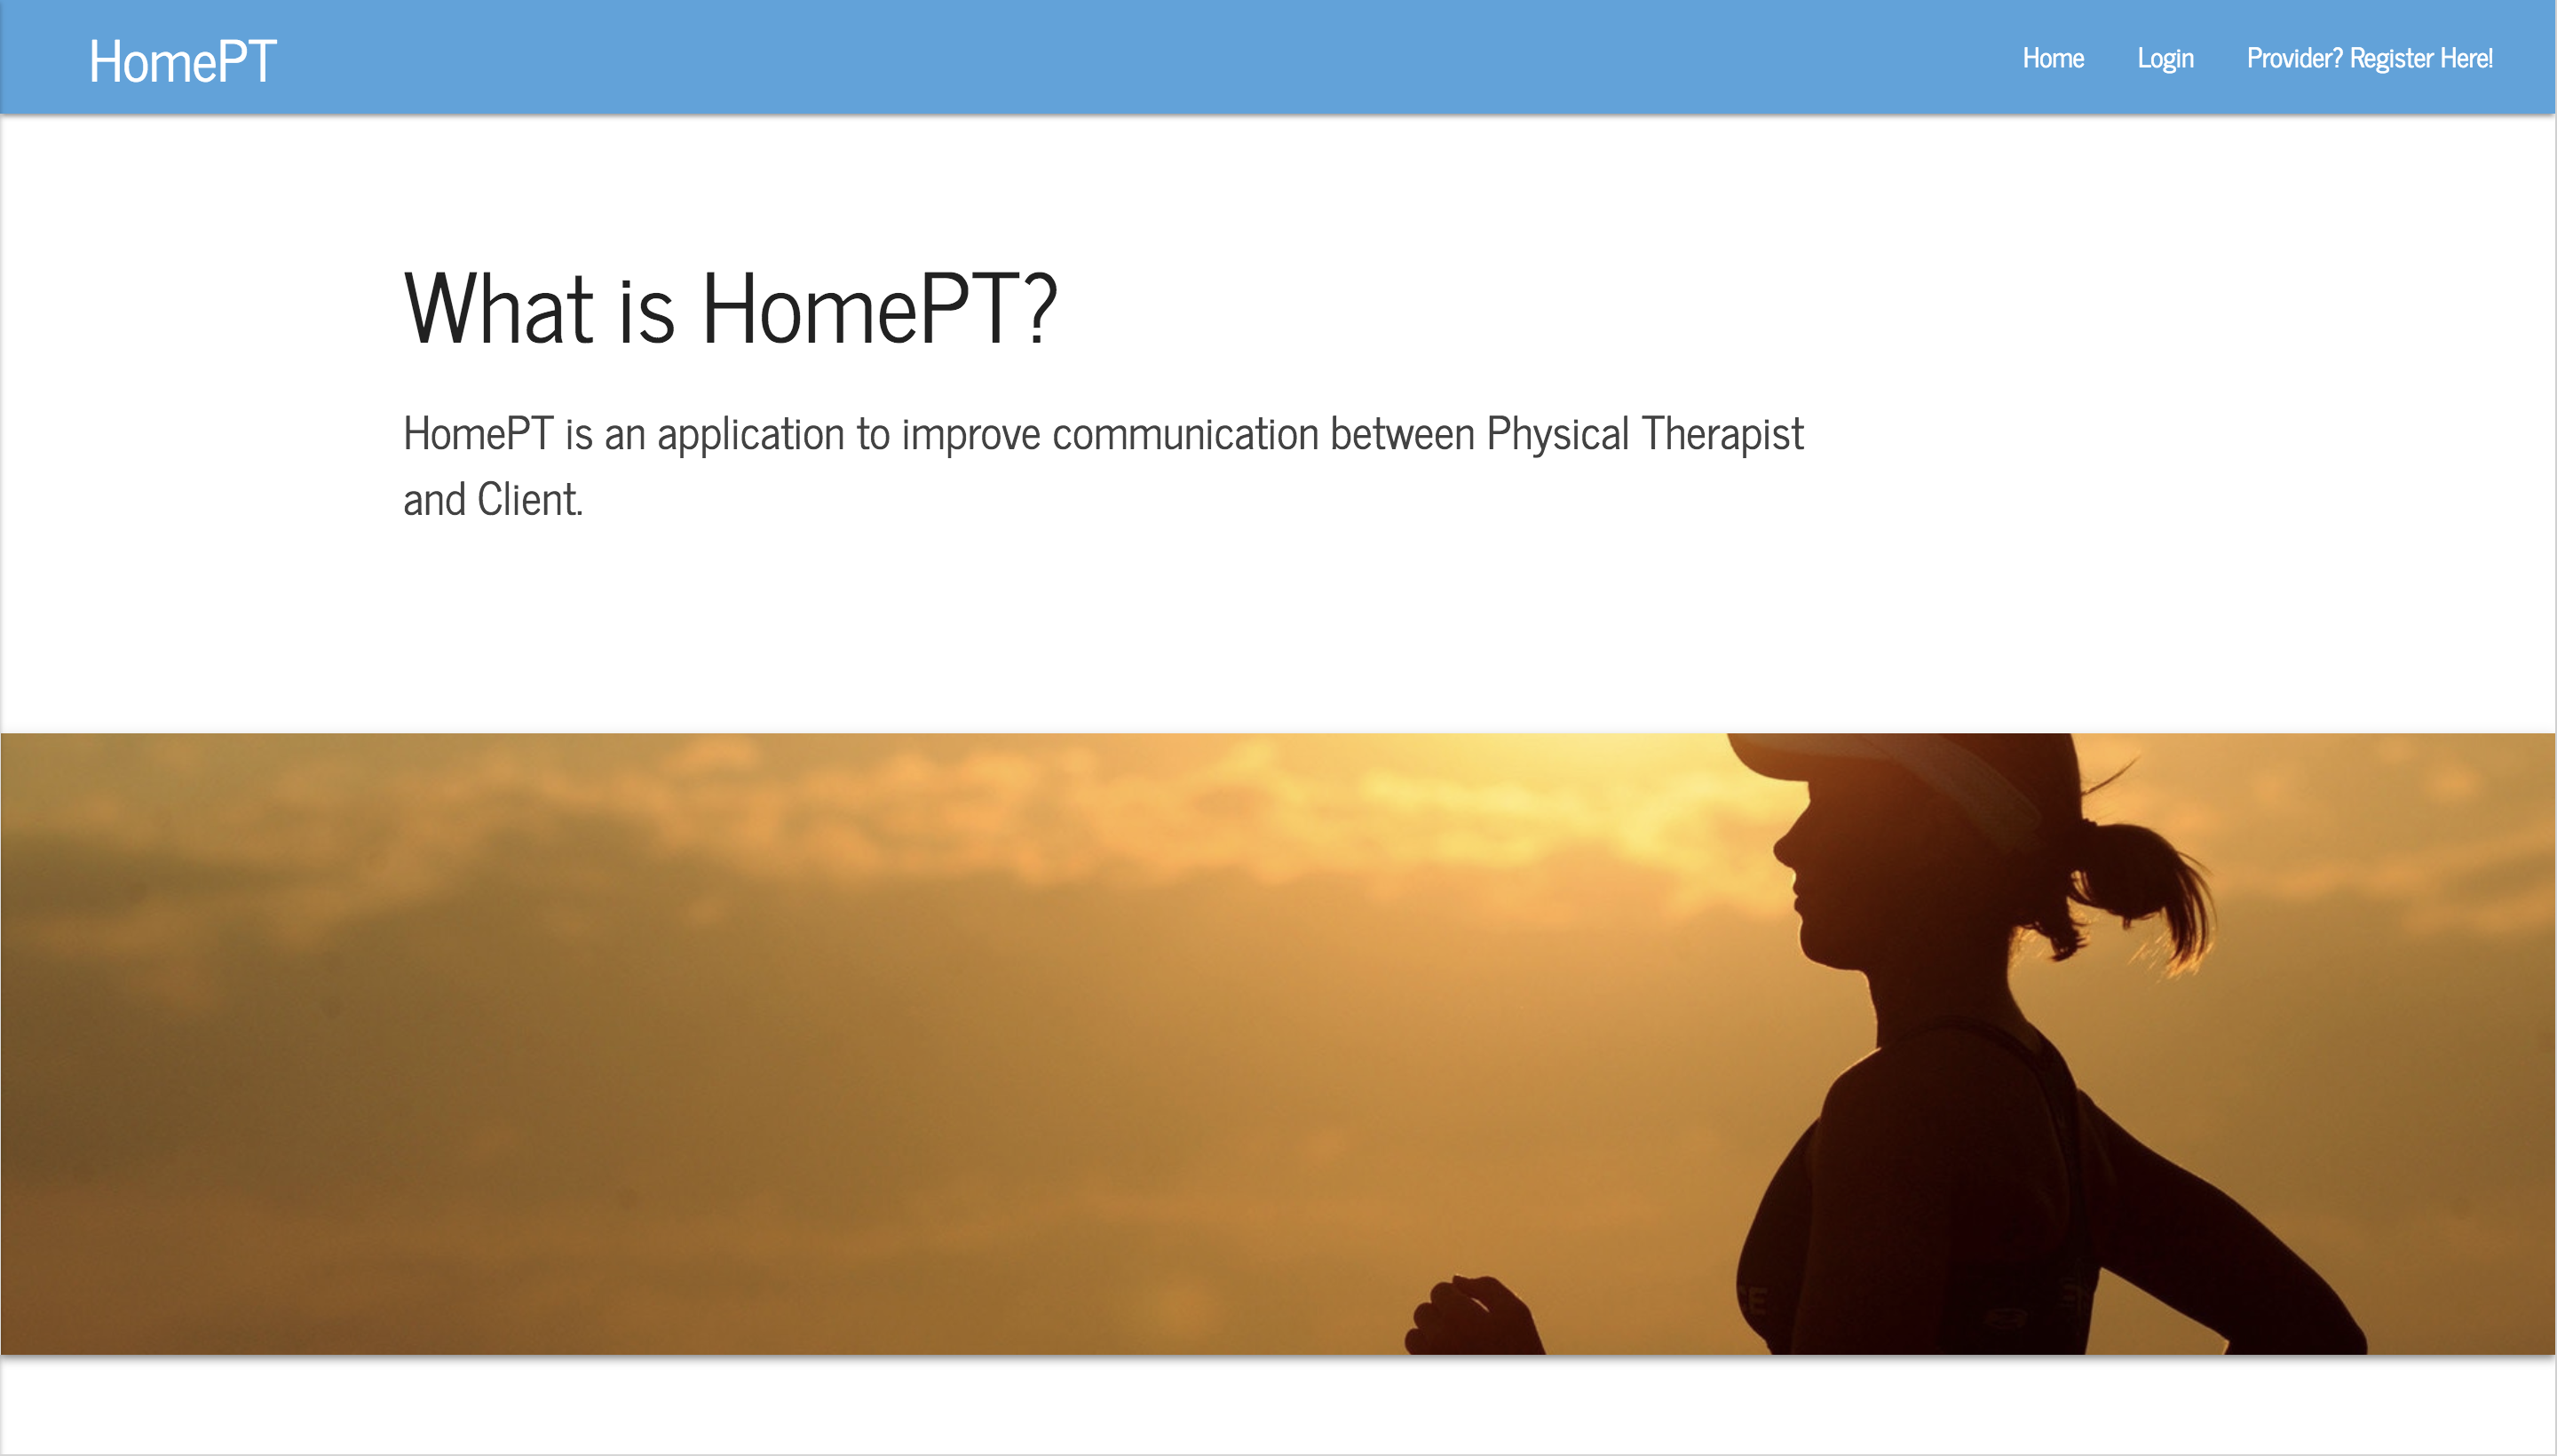 HomePT
Home Login Provider? Register Here!
What is HomePT?
HomePT is an application to improve communication between Physical Therapist
and Client.